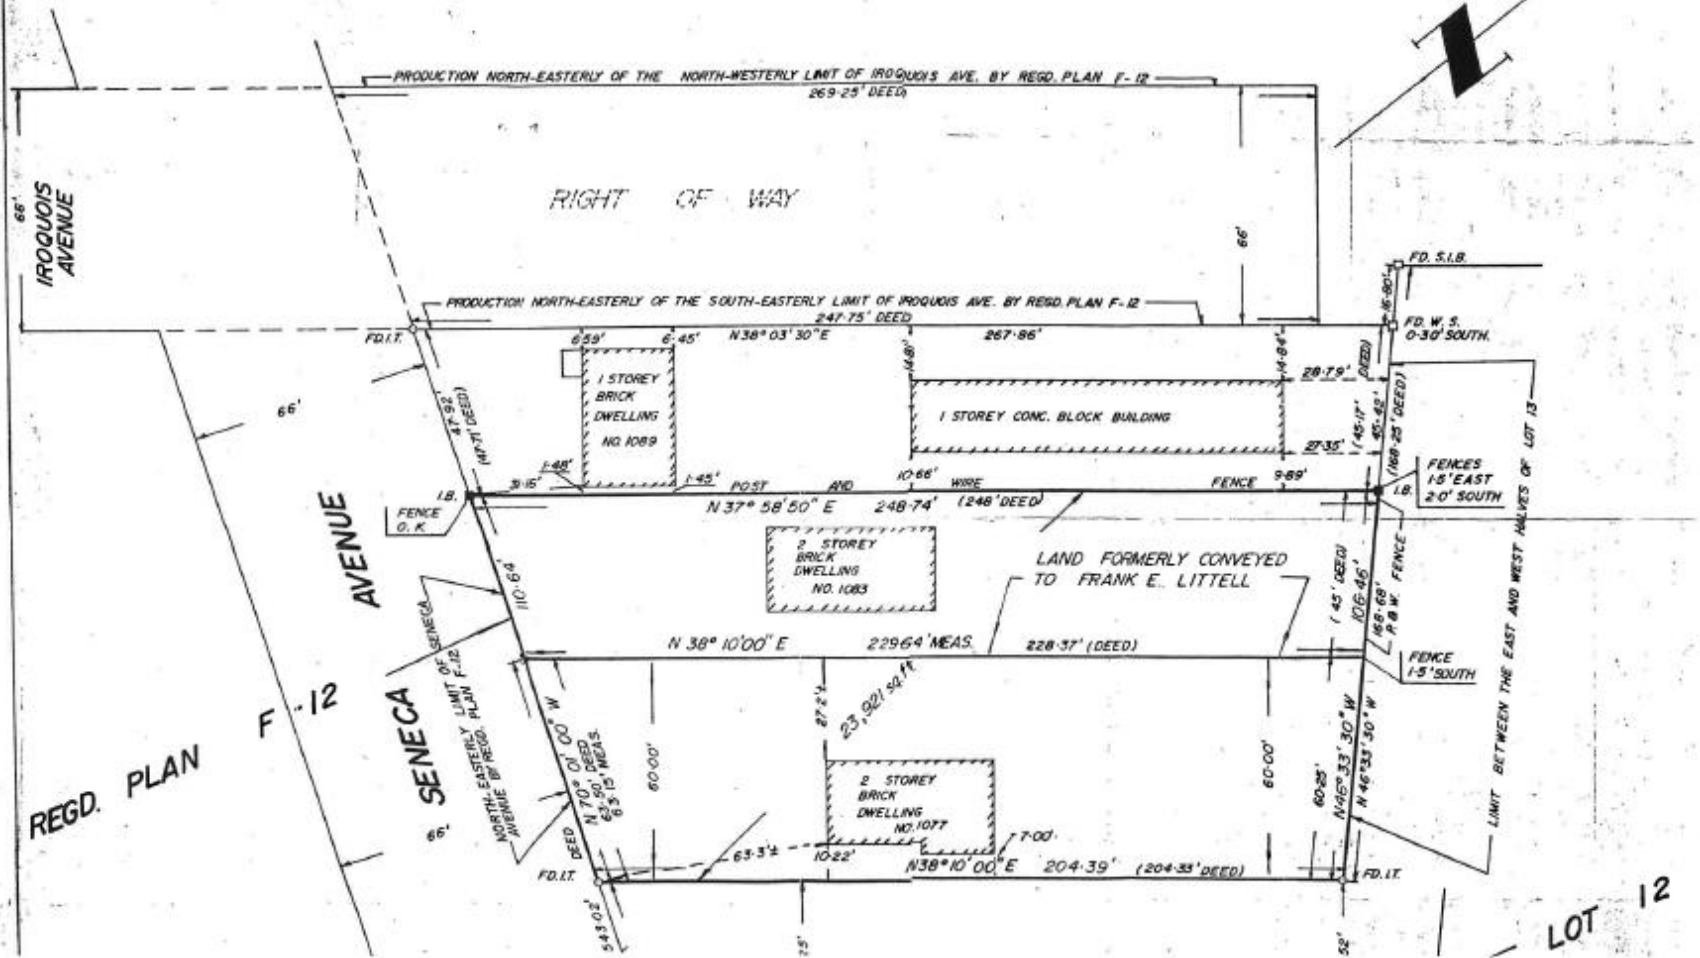 PRODUCTION NORTH-EASTERLY OF THE NORTH-WESTERLY LIMIT OF IROQUOIS AVE. BY REGD. PLAN F-12
269·25' DEED
66'
IROQUOIS
AVENUE
RIGHT OF WAY
66'
FD. S.I.B.
16·80'
PRODUCTION NORTH-EASTERLY OF THE SOUTH-EASTERLY LIMIT OF IROQUOIS AVE. BY REGD. PLAN F-12
247·75' DEED
FD. W. S.
0·30' SOUTH.
FD.I.T.
6·59'
6·45'
N38° 03' 30"E
267·86'
14·81'
14·84'
28·79'
1 STOREY
BRICK
DWELLING
NO. 1089
1 STOREY CONC. BLOCK BUILDING
27·35'
(45·17' DEED)
45·42'
(168·25' DEED)
66'
47·92'
(47·71' DEED)
1·48'
1·45'
10·66'
9·89'
POST AND WIRE FENCE
I.B.
FENCE
O. K.
N 37° 58' 50" E 248·74' (248' DEED)
I.B.
FENCES
1·5' EAST
2·0' SOUTH
2 STOREY
BRICK
DWELLING
NO. 1083
LAND FORMERLY CONVEYED
TO FRANK E. LITTELL
(45' DEED)
106·46'
168·68'
P. & W. FENCE
FENCE
1·5' SOUTH
LIMIT BETWEEN THE EAST AND WEST HALVES OF LOT 13
110·64'
N 38° 10'00" E 229·64' MEAS. 228·37' (DEED)
SENECA AVENUE
66'
NORTH-EASTERLY LIMIT OF SENECA
AVENUE BY REGD. PLAN F-12
REGD. PLAN F-12
DEED N 70° 01' 00" W
63·50' DEED
63·15' MEAS.
60·00'
27·2'±
23,921 sq. ft.
60·00'
60·25'
N46° 33' 30" W
N 46° 33' 30" W
2 STOREY
BRICK
DWELLING
NO. 1077
FD.I.T.
63·3'±
10·22'
7·00'
N38° 10' 00" E 204·39' (204·33' DEED)
FD.I.T.
543·02'
LOT 12